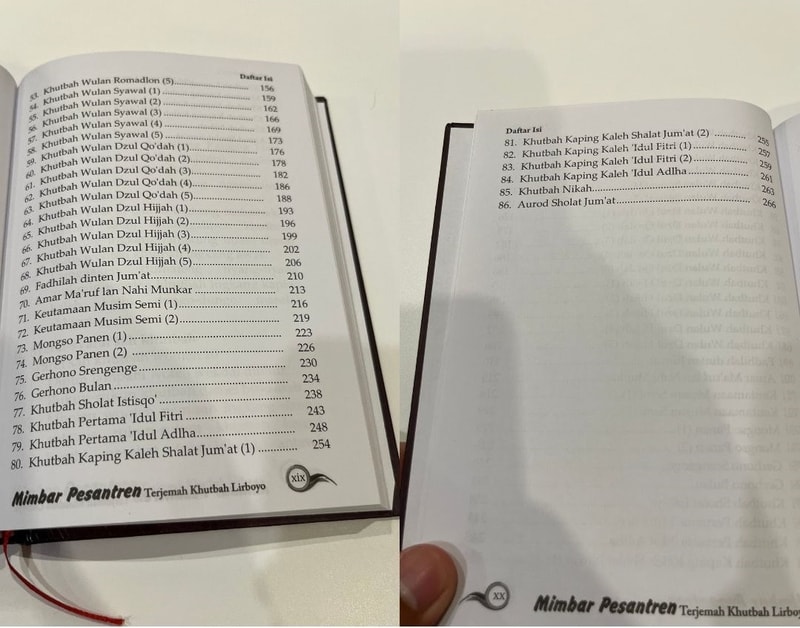 Daftar Isi
53. Khutbah Wulan Romadlon (5)........................ 156
54. Khutbah Wulan Syawal (1) ........................ 159
55. Khutbah Wulan Syawal (2) ........................ 162
56. Khutbah Wulan Syawal (3) ........................ 166
57. Khutbah Wulan Syawal (4) ........................ 169
58. Khutbah Wulan Syawal (5) ........................ 173
59. Khutbah Wulan Dzul Qo'dah (1)........................ 176
60. Khutbah Wulan Dzul Qo'dah (2)........................ 178
61. Khutbah Wulan Dzul Qo'dah (3)........................ 182
62. Khutbah Wulan Dzul Qo'dah (4)........................ 186
63. Khutbah Wulan Dzul Qo'dah (5)........................ 188
64. Khutbah Wulan Dzul Hijjah (1)........................ 193
65. Khutbah Wulan Dzul Hijjah (2)........................ 196
66. Khutbah Wulan Dzul Hijjah (3)........................ 199
67. Khutbah Wulan Dzul Hijjah (4)........................ 202
68. Khutbah Wulan Dzul Hijjah (5)........................ 206
69. Fadhilah dinten Jum'at........................ 210
70. Amar Ma'ruf lan Nahi Munkar ........................ 213
71. Keutamaan Musim Semi (1)........................ 216
72. Keutamaan Musim Semi (2)........................ 219
73. Mongso Panen (1)........................ 223
74. Mongso Panen (2) ........................ 226
75. Gerhono Srengenge........................ 230
76. Gerhono Bulan ........................ 234
77. Khutbah Sholat Istisqo' ........................ 238
78. Khutbah Pertama 'Idul Fitri ........................ 243
79. Khutbah Pertama 'Idul Adlha........................ 248
80. Khutbah Kaping Kaleh Shalat Jum'at (1) ............ 254
Mimbar Pesantren Terjemah Khutbah Lirboyo xix
Daftar Isi
81. Khutbah Kaping Kaleh Shalat Jum'at (2) ........... 255
82. Khutbah Kaping Kaleh 'Idul Fitri (1) .................. 257
83. Khutbah Kaping Kaleh 'Idul Fitri (2) .................. 259
84. Khutbah Kaping Kaleh 'Idul Adlha.................... 261
85. Khutbah Nikah........................ 263
86. Aurod Sholat Jum'at........................ 266
xx Mimbar Pesantren Terjemah Khutbah Lirboyo